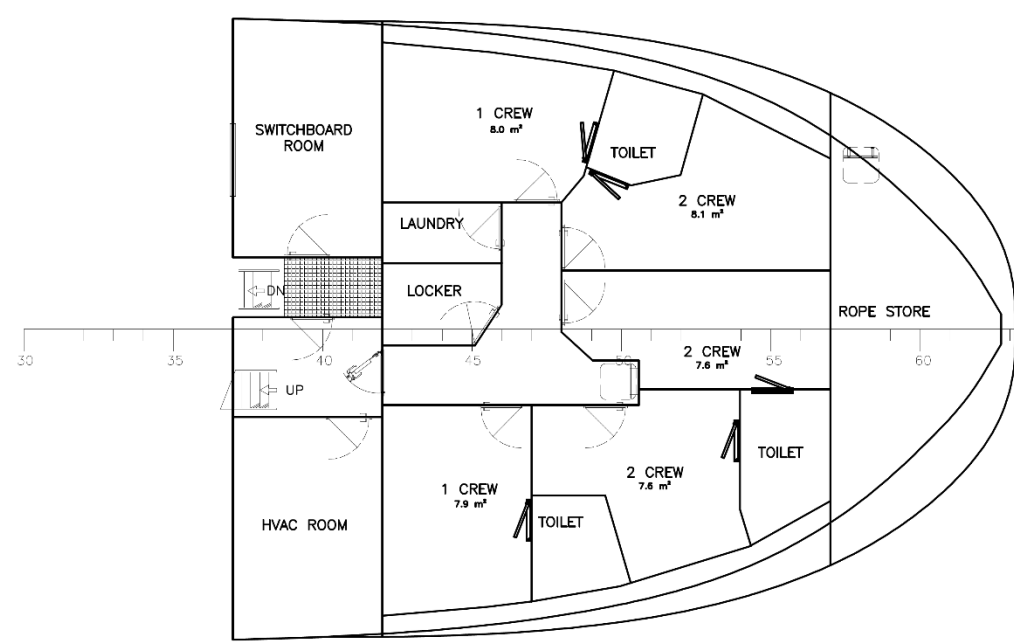 1 CREW
8.0 m²
SWITCHBOARD
ROOM
TOILET
2 CREW
8.1 m²
LAUNDRY
DN
LOCKER
ROPE STORE
30
35
40
45
50
55
60
2 CREW
7.6 m²
UP
TOILET
2 CREW
7.6 m²
1 CREW
7.9 m²
HVAC ROOM
TOILET